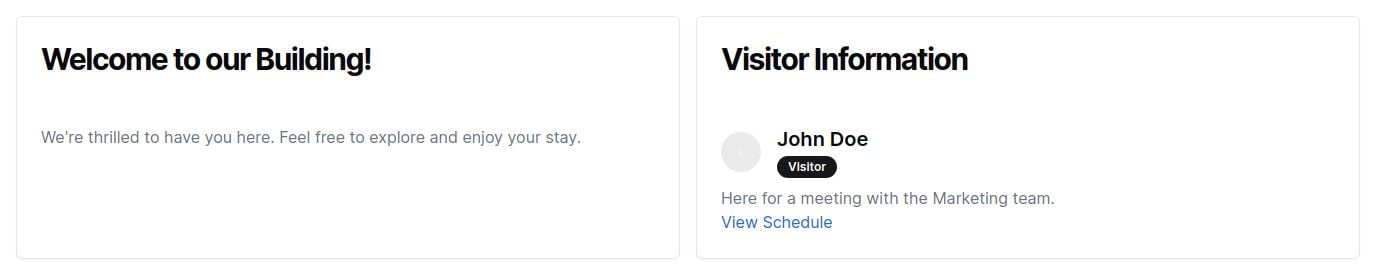 Welcome to our Building!
We're thrilled to have you here. Feel free to explore and enjoy your stay.
Visitor Information
John Doe
Visitor
Here for a meeting with the Marketing team.
View Schedule